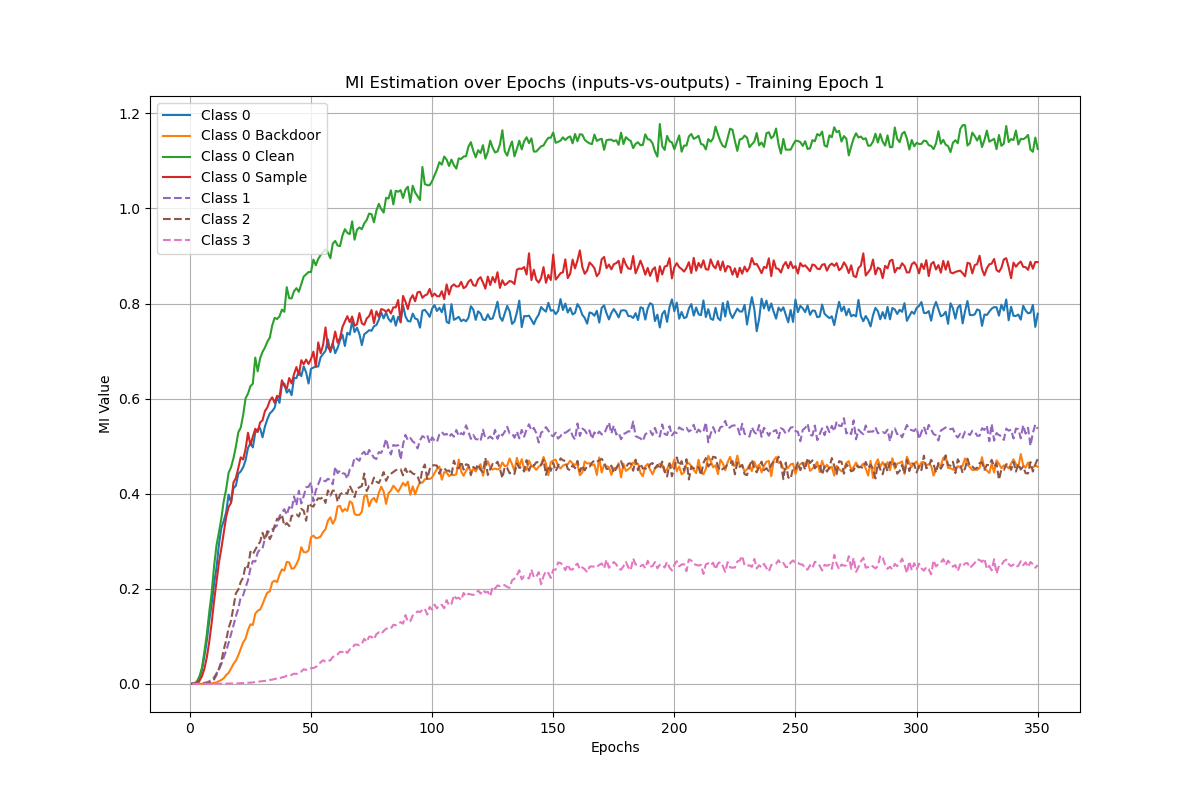 MI Estimation over Epochs (inputs-vs-outputs) - Training Epoch 1
Class 0
Class 0 Backdoor
Class 0 Clean
Class 0 Sample
Class 1
Class 2
Class 3
1.2
1.0
0.8
0.6
0.4
0.2
0.0
MI Value
0 50 100 150 200 250 300 350
Epochs